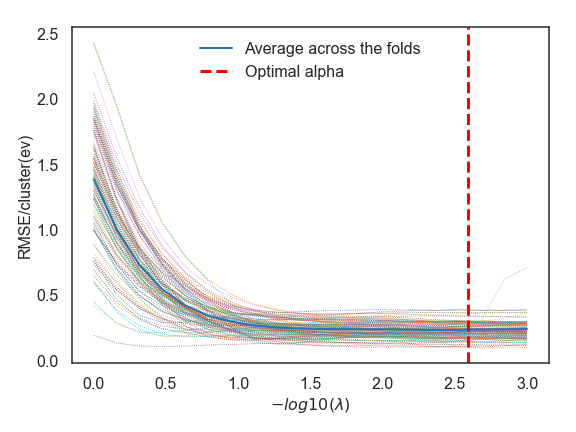 2.5
2.0
1.5
1.0
0.5
0.0
RMSE/cluster(ev)
Average across the folds
Optimal alpha
0.0 0.5 1.0 1.5 2.0 2.5 3.0
−log10(λ)